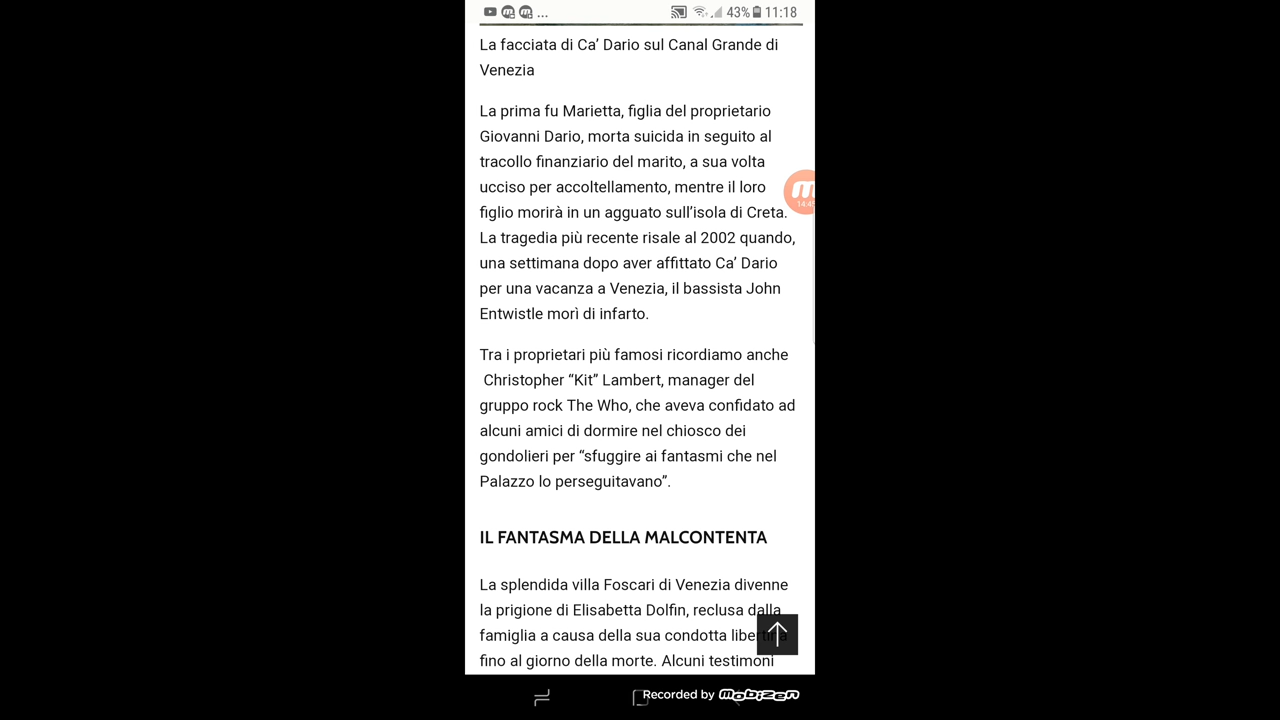 ... 43% 11:18
La facciata di Ca’ Dario sul Canal Grande di
Venezia
La prima fu Marietta, figlia del proprietario
Giovanni Dario, morta suicida in seguito al
tracollo finanziario del marito, a sua volta
ucciso per accoltellamento, mentre il loro
figlio morirà in un agguato sull’isola di Creta.
La tragedia più recente risale al 2002 quando,
una settimana dopo aver affittato Ca’ Dario
per una vacanza a Venezia, il bassista John
Entwistle morì di infarto.
Tra i proprietari più famosi ricordiamo anche
Christopher “Kit” Lambert, manager del
gruppo rock The Who, che aveva confidato ad
alcuni amici di dormire nel chiosco dei
gondolieri per “sfuggire ai fantasmi che nel
Palazzo lo perseguitavano”.
IL FANTASMA DELLA MALCONTENTA
La splendida villa Foscari di Venezia divenne
la prigione di Elisabetta Dolfin, reclusa dalla
famiglia a causa della sua condotta libertina
fino al giorno della morte. Alcuni testimoni
Recorded by mobizen